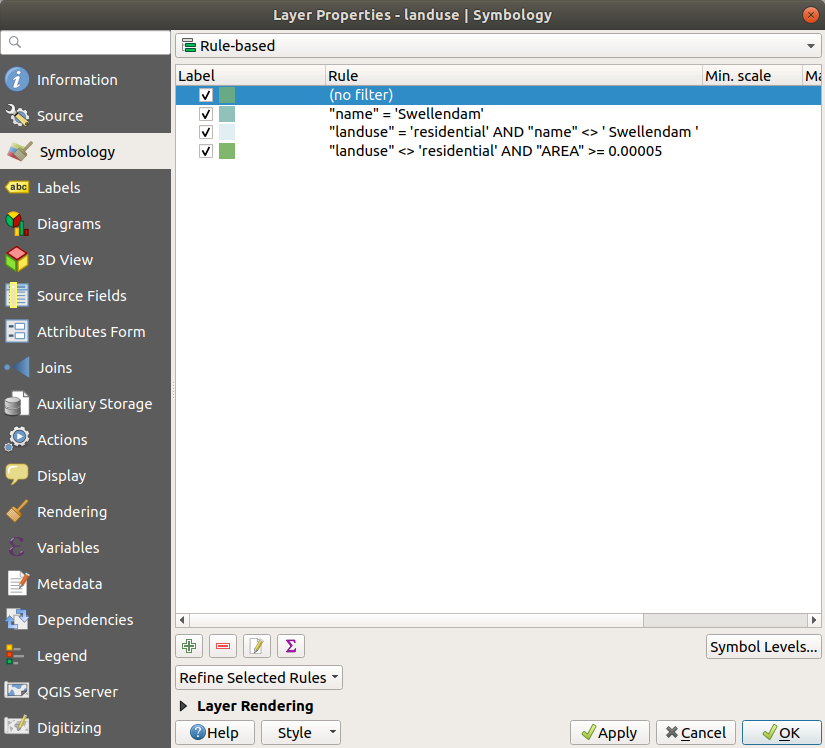 Layer Properties - landuse | Symbology
Rule-based
Label Rule Min. scale Ma
(no filter)
"name" = 'Swellendam'
"landuse" = 'residential' AND "name" <> ' Swellendam '
"landuse" <> 'residential' AND "AREA" >= 0.00005
Information
Source
Symbology
abc Labels
Diagrams
3D View
Source Fields
Attributes Form
Joins
Auxiliary Storage
Actions
Display
Rendering
Variables
Metadata
Dependencies
Legend
QGIS Server
Digitizing
Σ Symbol Levels...
Refine Selected Rules
Layer Rendering
Help Style Apply Cancel OK